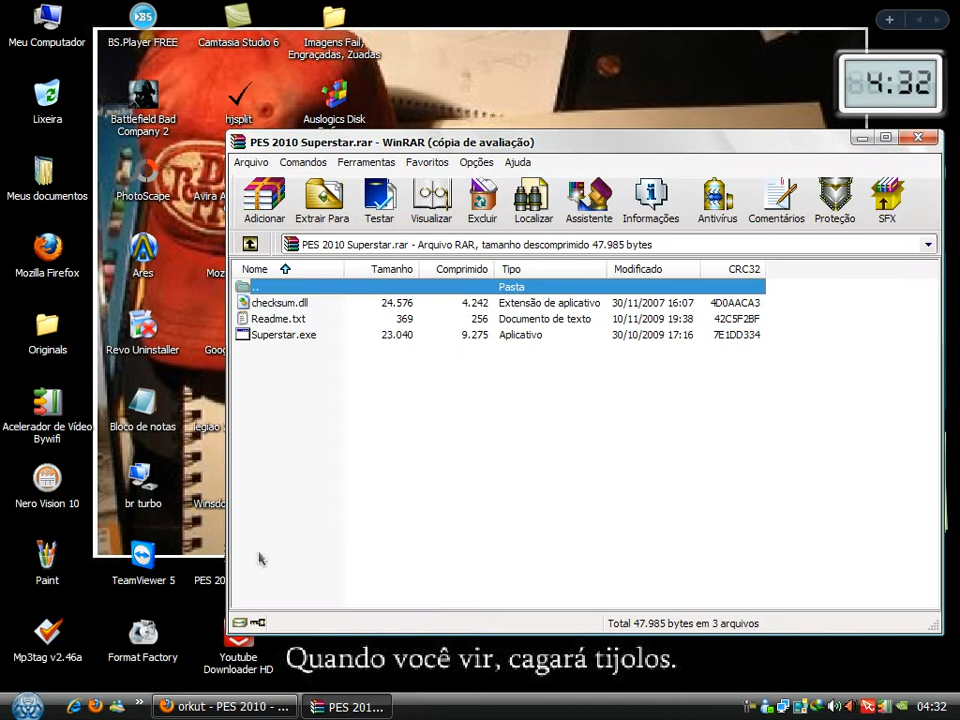 Meu Computador
BS.Player FREE
Camtasia Studio 6
Imagens Fail,
Engraçadas, Zuadas
4:32
Lixeira
Battlefield Bad
Company 2
hjsplit
Auslogics Disk
PES 2010 Superstar.rar - WinRAR (cópia de avaliação)
Arquivo Comandos Ferramentas Favoritos Opções Ajuda
Meus documentos
PhotoScape
Avira A
Adicionar Extrair Para Testar Visualizar Excluir Localizar Assistente Informações Antivírus Comentários Proteção SFX
PES 2010 Superstar.rar - Arquivo RAR, tamanho descomprimido 47.985 bytes
Mozilla Firefox
Ares
Moz
Nome Tamanho Comprimido Tipo Modificado CRC32
.. Pasta
checksum.dll 24.576 4.242 Extensão de aplicativo 30/11/2007 16:07 4D0AACA3
Readme.txt 369 256 Documento de texto 10/11/2009 19:38 42C5F2BF
Superstar.exe 23.040 9.275 Aplicativo 30/10/2009 17:16 7E1DD334
Originals
Revo Uninstaller
Goo
Acelerador de Vídeo
Bywifi
Bloco de notas
legiao
Nero Vision 10
br turbo
Winsd
Paint
TeamViewer 5
PES 20
Total 47.985 bytes em 3 arquivos
Mp3tag v2.46a
Format Factory
Youtube
Downloader HD
Quando você vir, cagará tijolos.
orkut - PES 2010 - ...
PES 201...
04:32